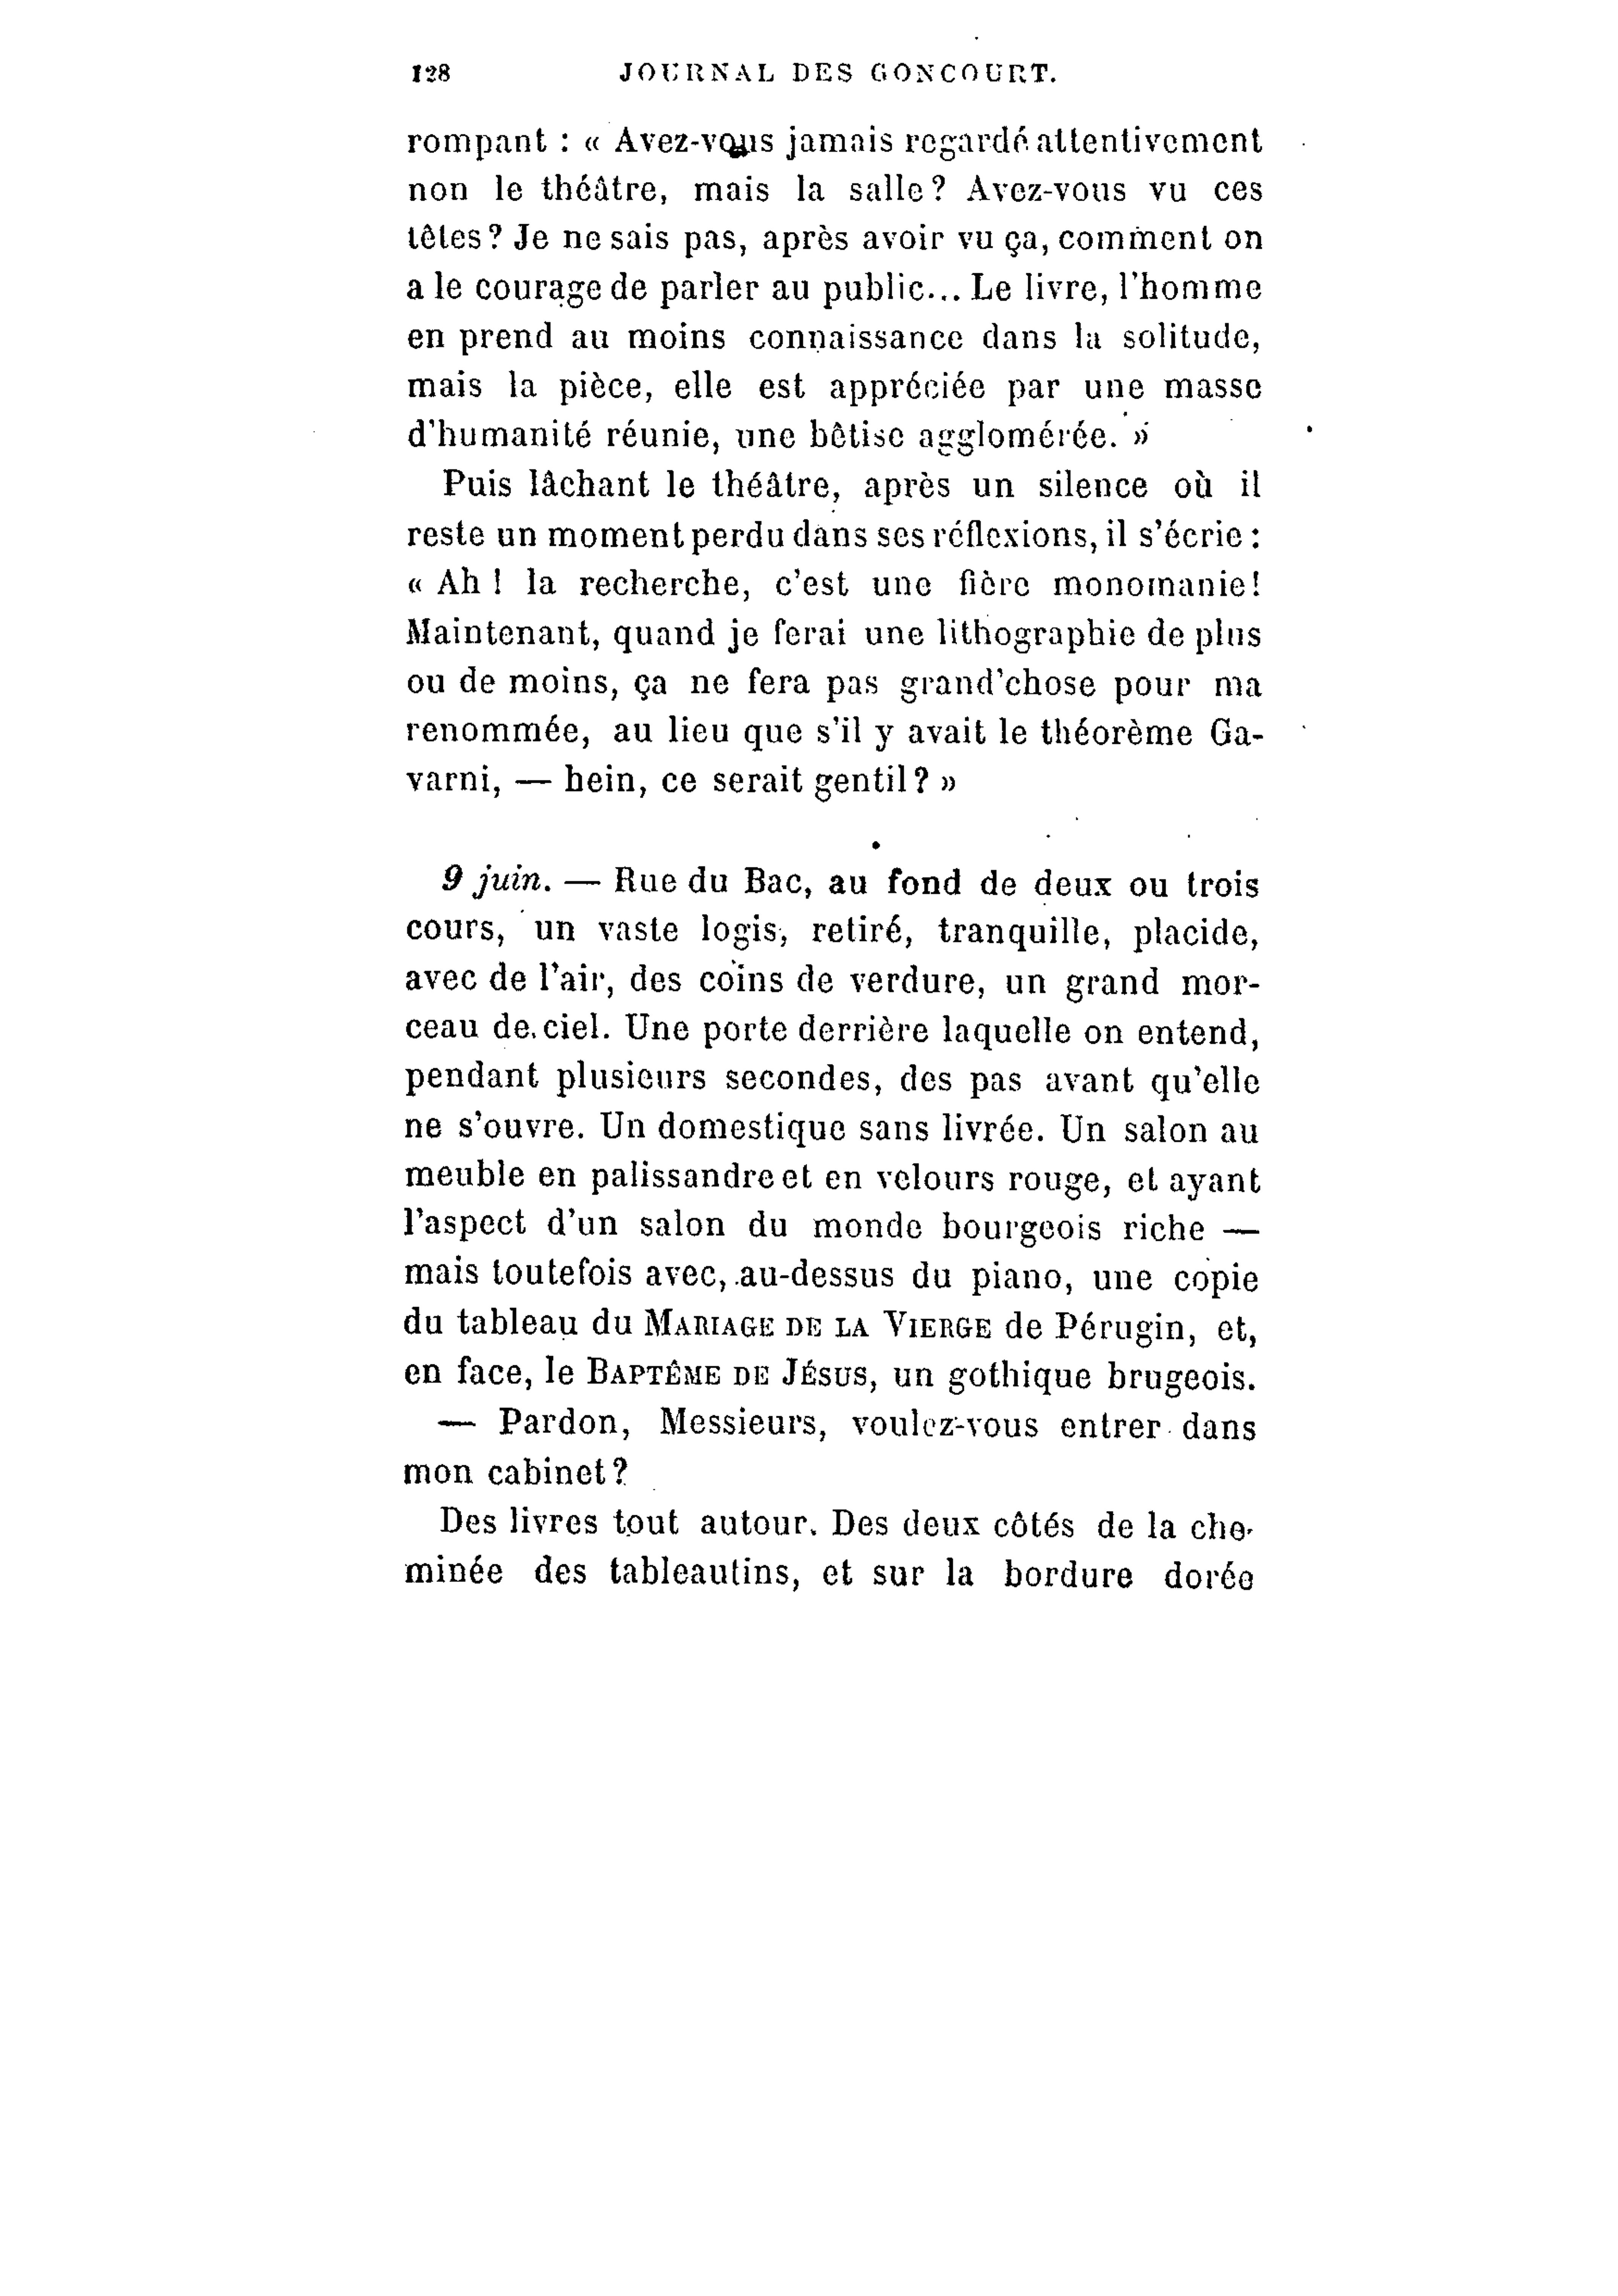 128 JOURNAL DES GONCOURT.
rompant : « Avez-vous jamais regardé attentivement
non le théâtre, mais la salle ? Avez-vous vu ces
têtes ? Je ne sais pas, après avoir vu ça, comment on
a le courage de parler au public... Le livre, l'homme
en prend au moins connaissance dans la solitude,
mais la pièce, elle est appréciée par une masse
d'humanité réunie, une bêtise agglomérée. »
Puis lâchant le théâtre, après un silence où il
reste un moment perdu dans ses réflexions, il s'écrie :
« Ah ! la recherche, c'est une fière monomanie !
Maintenant, quand je ferai une lithographie de plus
ou de moins, ça ne fera pas grand'chose pour ma
renommée, au lieu que s'il y avait le théorème Ga-
varni, — hein, ce serait gentil ? »
9 juin. — Rue du Bac, au fond de deux ou trois
cours, un vaste logis, retiré, tranquille, placide,
avec de l'air, des coins de verdure, un grand mor-
ceau de ciel. Une porte derrière laquelle on entend,
pendant plusieurs secondes, des pas avant qu'elle
ne s'ouvre. Un domestique sans livrée. Un salon au
meuble en palissandre et en velours rouge, et ayant
l'aspect d'un salon du monde bourgeois riche —
mais toutefois avec, au-dessus du piano, une copie
du tableau du MARIAGE DE LA VIERGE de Pérugin, et,
en face, le BAPTÊME DE JÉSUS, un gothique brugeois.
— Pardon, Messieurs, voulez-vous entrer dans
mon cabinet ?
Des livres tout autour. Des deux côtés de la che-
minée des tableautins, et sur la bordure dorée